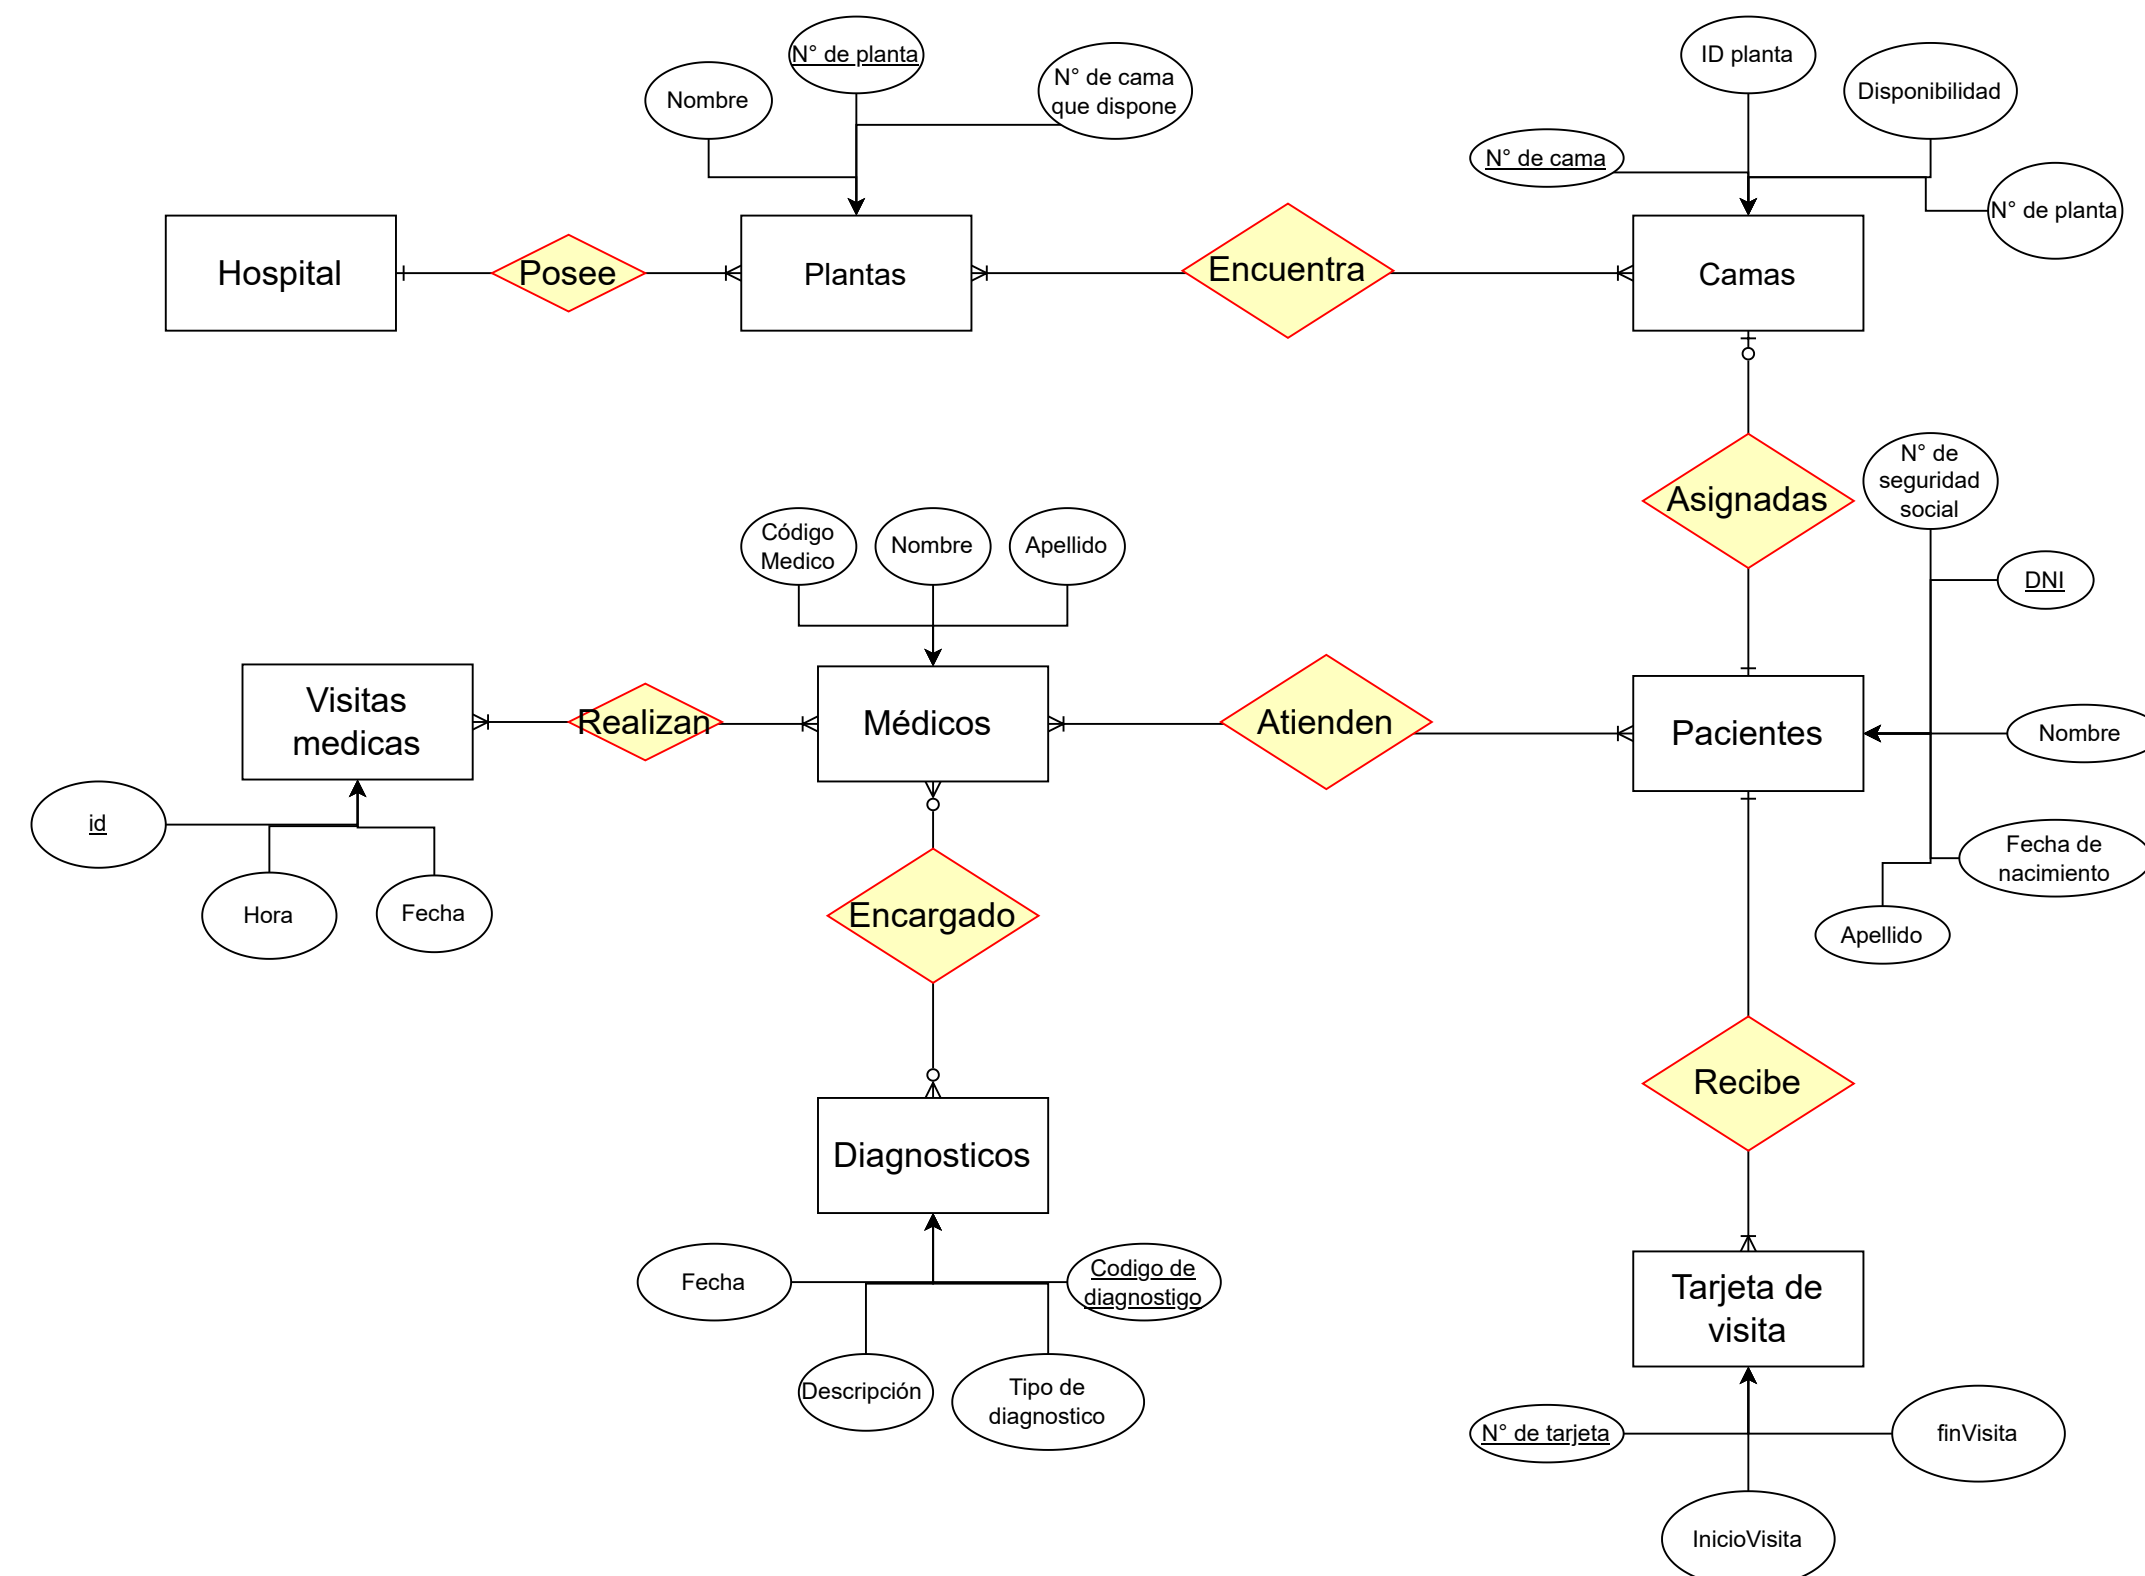 N° de planta
ID planta
Nombre
N° de cama
que dispone
Disponibilidad
N° de cama
N° de planta
Hospital
Posee
Plantas
Encuentra
Camas
N° de
seguridad
social
Asignadas
Código
Medico
Nombre
Apellido
DNI
Visitas
medicas
Realizan
Médicos
Atienden
Pacientes
Nombre
id
Hora
Fecha
Encargado
Fecha de
nacimiento
Apellido
Recibe
Diagnosticos
Fecha
Codigo de
diagnostigo
Descripción
Tipo de
diagnostico
Tarjeta de
visita
N° de tarjeta
finVisita
InicioVisita